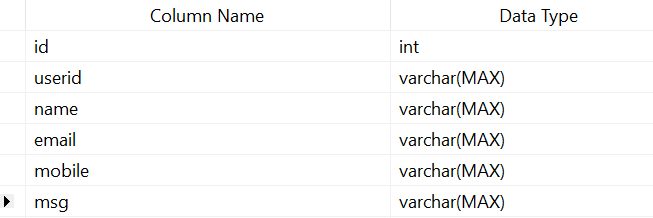 Column Name Data Type
id int
userid varchar(MAX)
name varchar(MAX)
email varchar(MAX)
mobile varchar(MAX)
msg varchar(MAX)